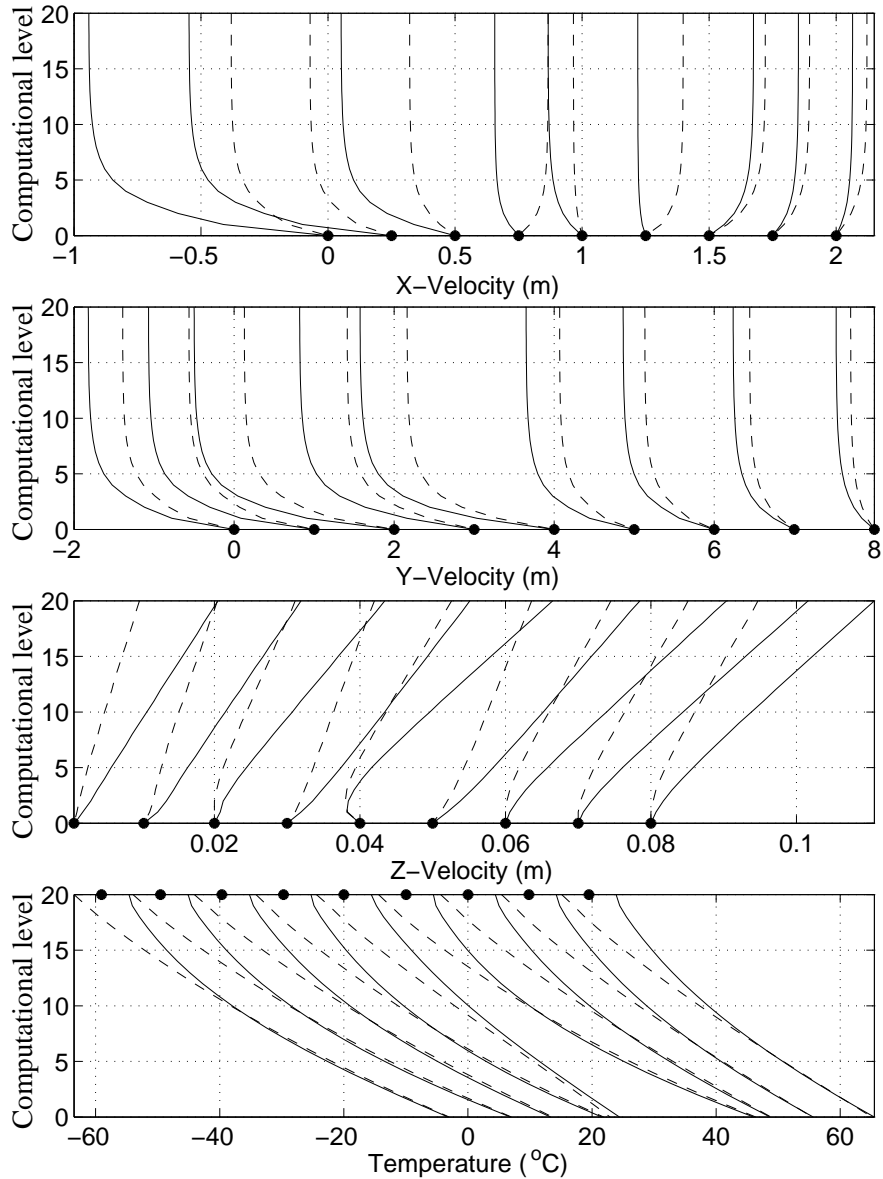 20
15
10
5
0
Computational level
−1 −0.5 0 0.5 1 1.5 2
X−Velocity (m)
20
15
10
5
0
Computational level
−2 0 2 4 6 8
Y−Velocity (m)
20
15
10
5
0
Computational level
0.02 0.04 0.06 0.08 0.1
Z−Velocity (m)
20
15
10
5
0
Computational level
−60 −40 −20 0 20 40 60
Temperature (°C)